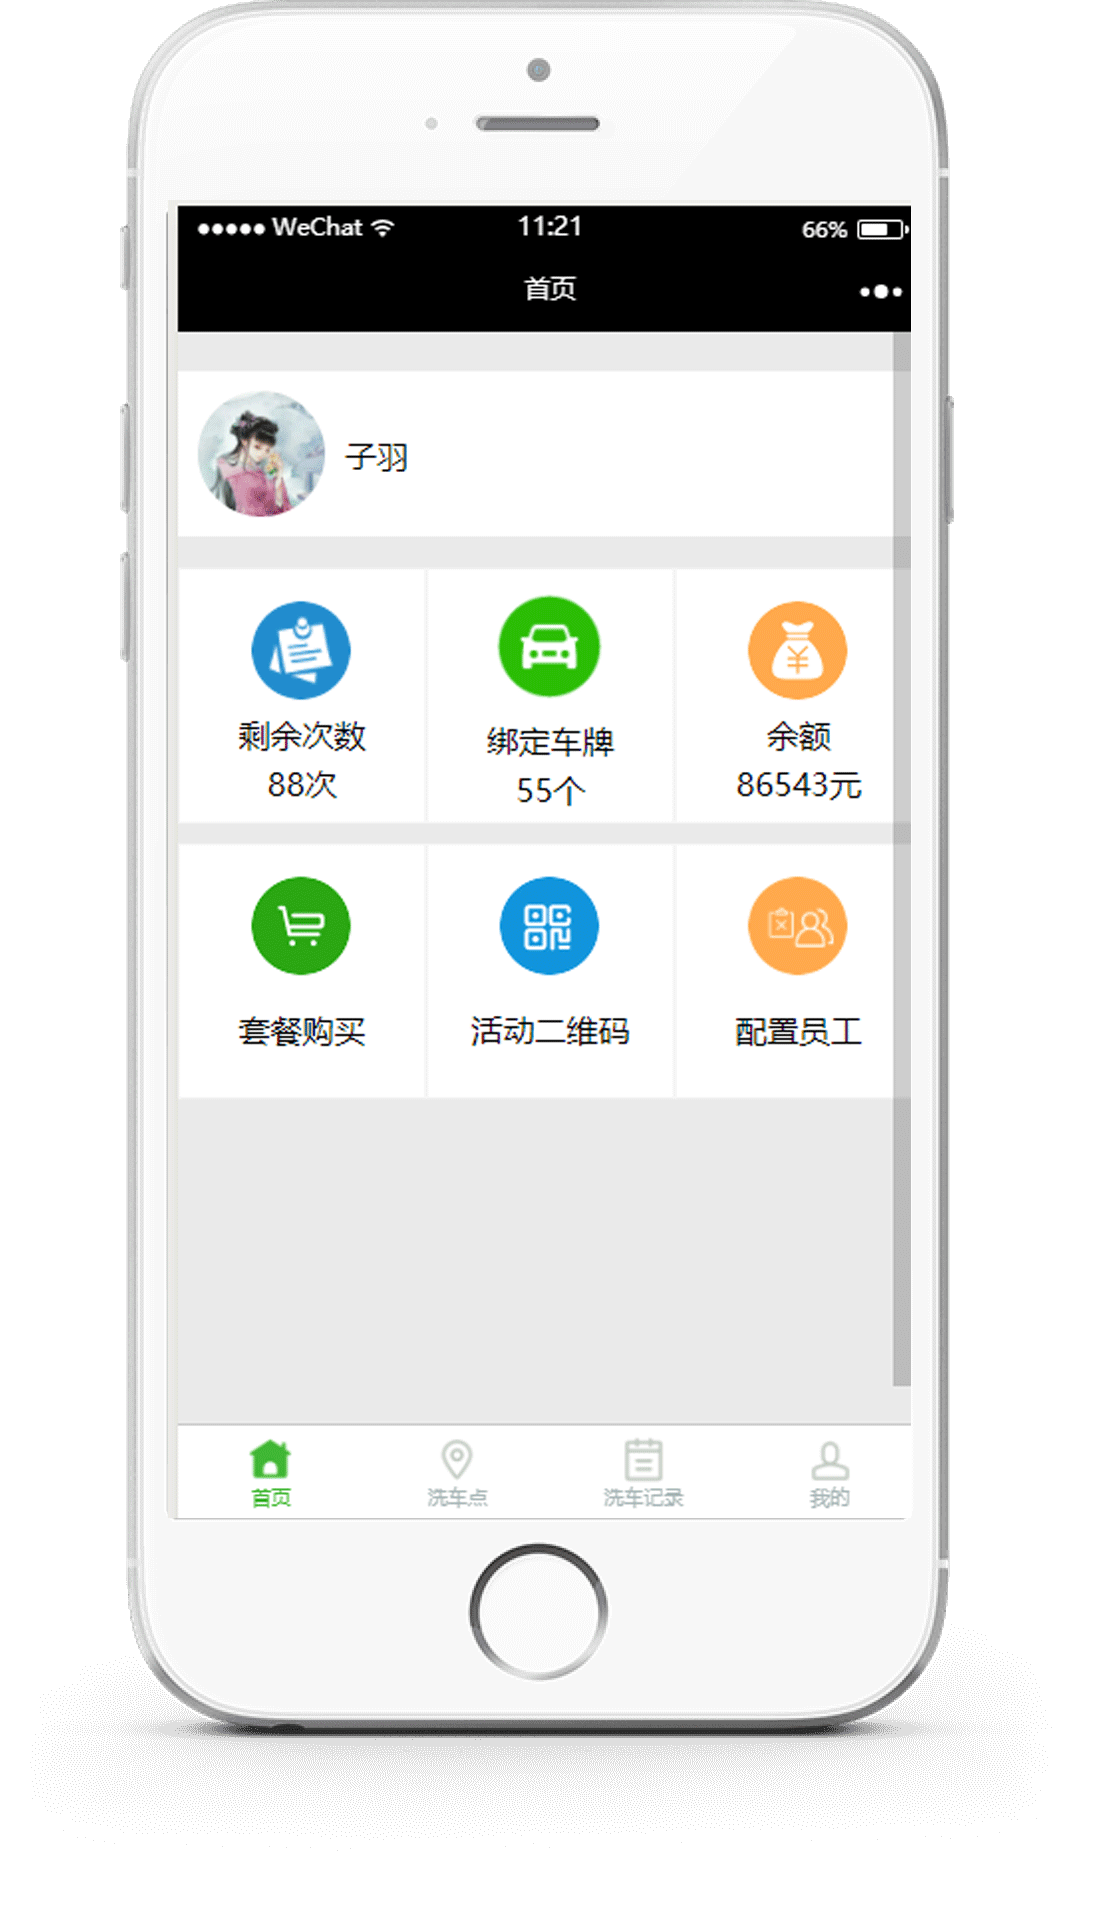 ●●●●● WeChat 11:21 66%
首页
子羽
剩余次数 绑定车牌 余额
88次 55个 86543元
套餐购买 活动二维码 配置员工
首页 洗车点 洗车记录 我的